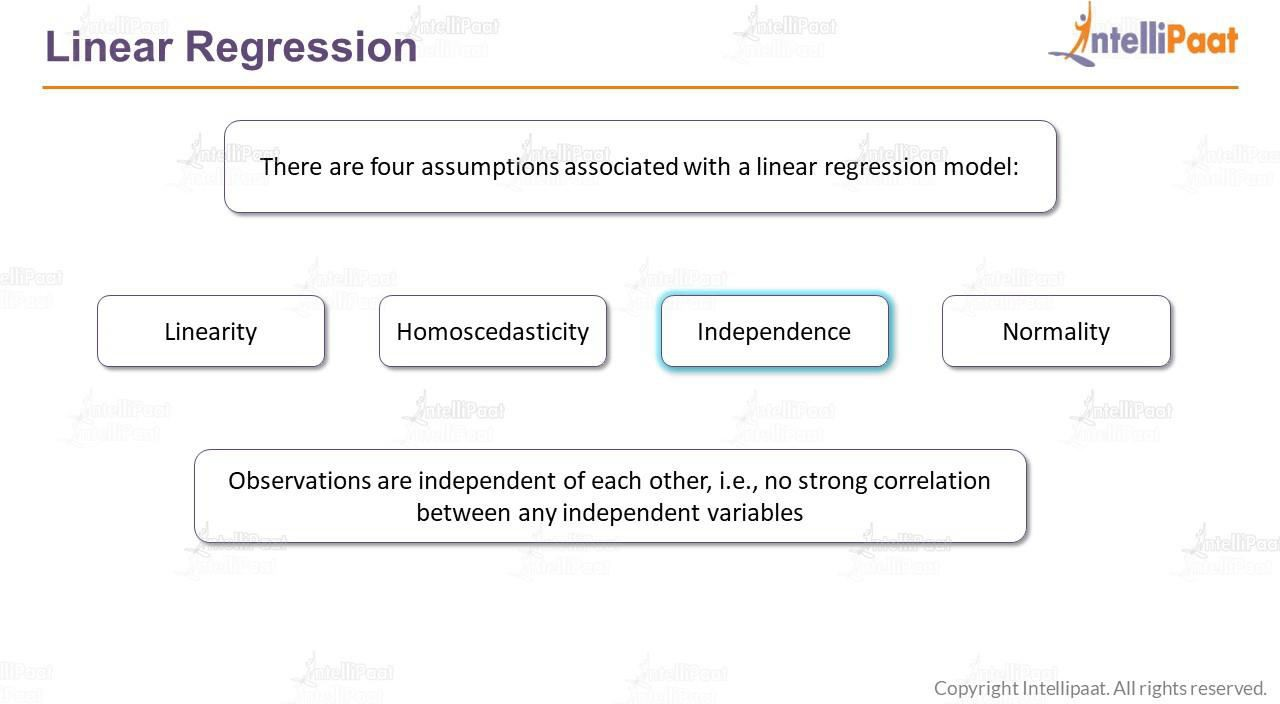 Linear Regression
IntelliPaat
There are four assumptions associated with a linear regression model:
Linearity
Homoscedasticity
Independence
Normality
Observations are independent of each other, i.e., no strong correlation
between any independent variables
Copyright Intellipaat. All rights reserved.